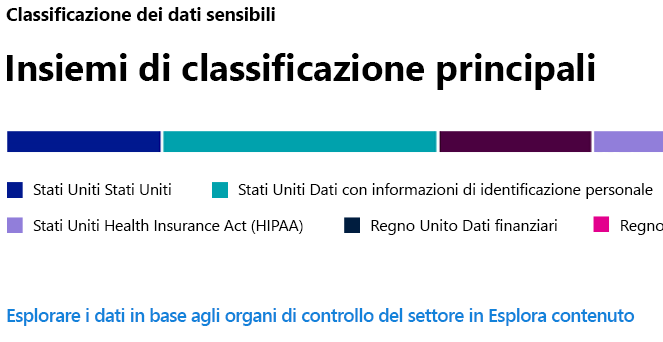 Classificazione dei dati sensibili
Insiemi di classificazione principali
Stati Uniti Stati Uniti Stati Uniti Dati con informazioni di identificazione personale
Stati Uniti Health Insurance Act (HIPAA) Regno Unito Dati finanziari Regno
Esplorare i dati in base agli organi di controllo del settore in Esplora contenuto